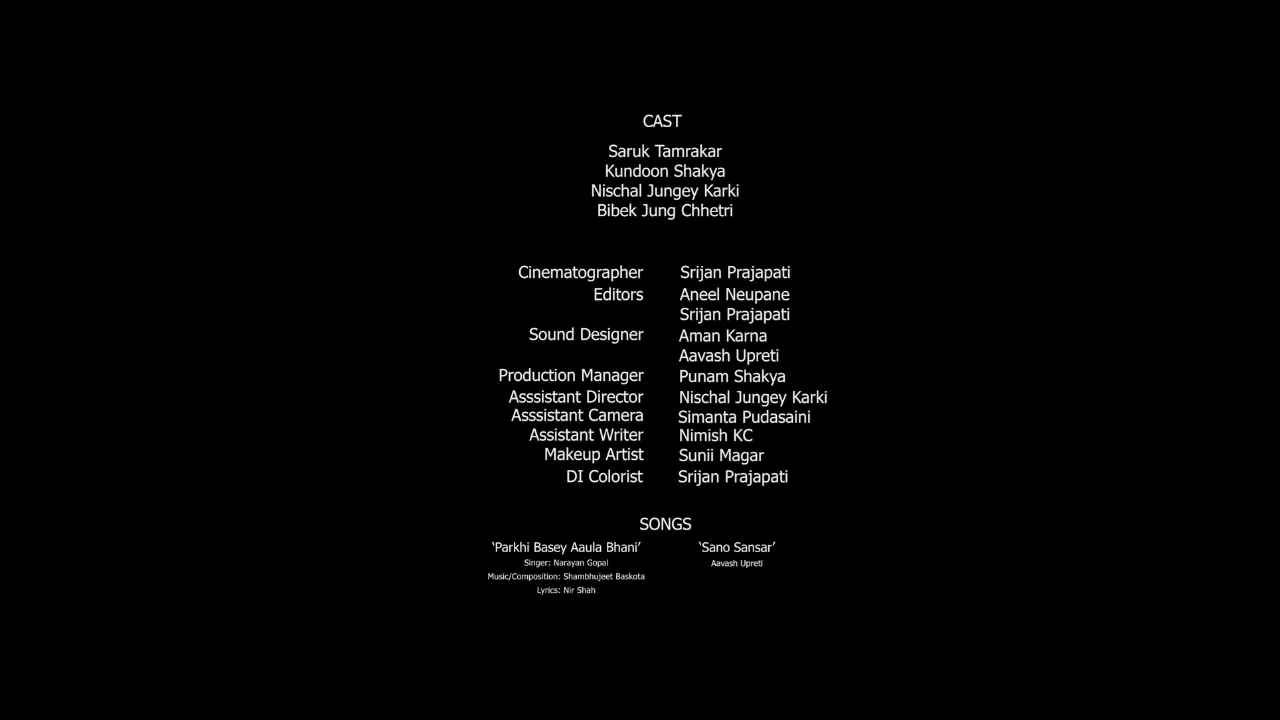 CAST
Saruk Tamrakar
Kundoon Shakya
Nischal Jungey Karki
Bibek Jung Chhetri
Cinematographer Srijan Prajapati
Editors Aneel Neupane
Srijan Prajapati
Sound Designer Aman Karna
Aavash Upreti
Production Manager Punam Shakya
Asssistant Director Nischal Jungey Karki
Asssistant Camera Simanta Pudasaini
Assistant Writer Nimish KC
Makeup Artist Sunii Magar
DI Colorist Srijan Prajapati
SONGS
‘Parkhi Basey Aaula Bhani’
Singer: Narayan Gopal
Music/Composition: Shambhujeet Baskota
Lyrics: Nir Shah
‘Sano Sansar’
Aavash Upreti